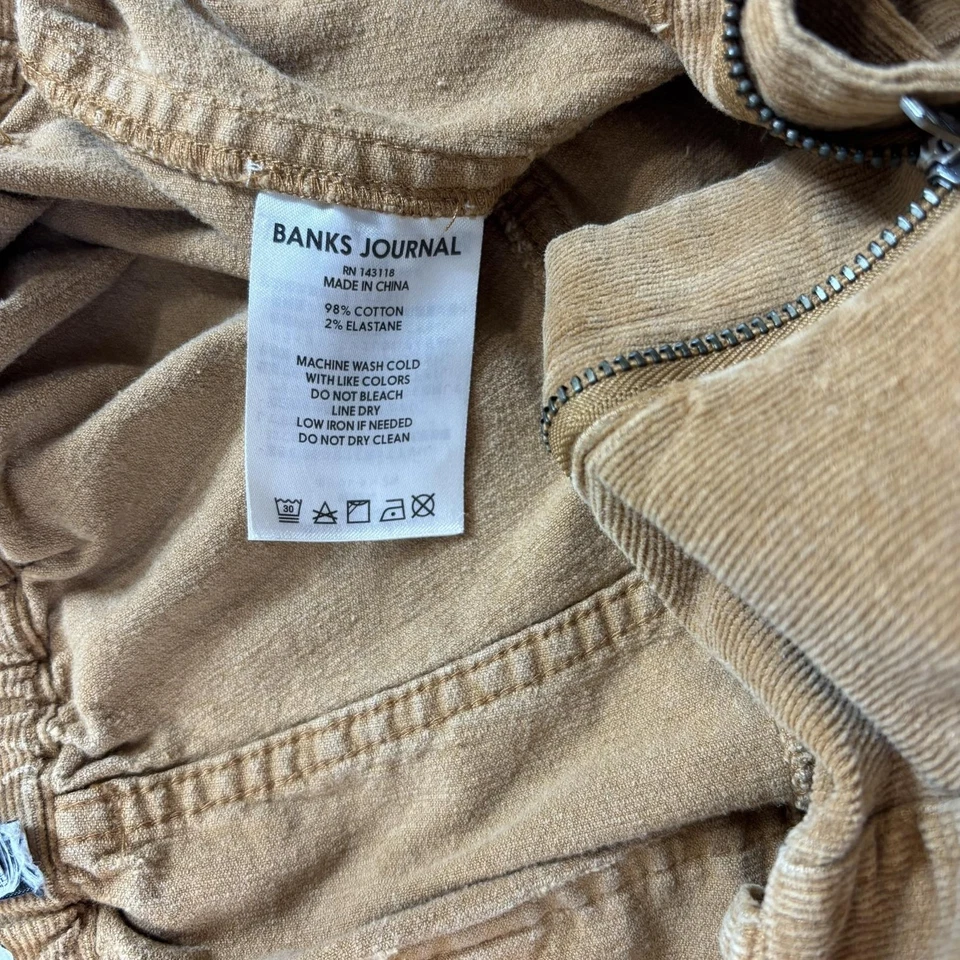 BANKS JOURNAL
RN 143118
MADE IN CHINA
98% COTTON
2% ELASTANE
MACHINE WASH COLD
WITH LIKE COLORS
DO NOT BLEACH
LINE DRY
LOW IRON IF NEEDED
DO NOT DRY CLEAN
30